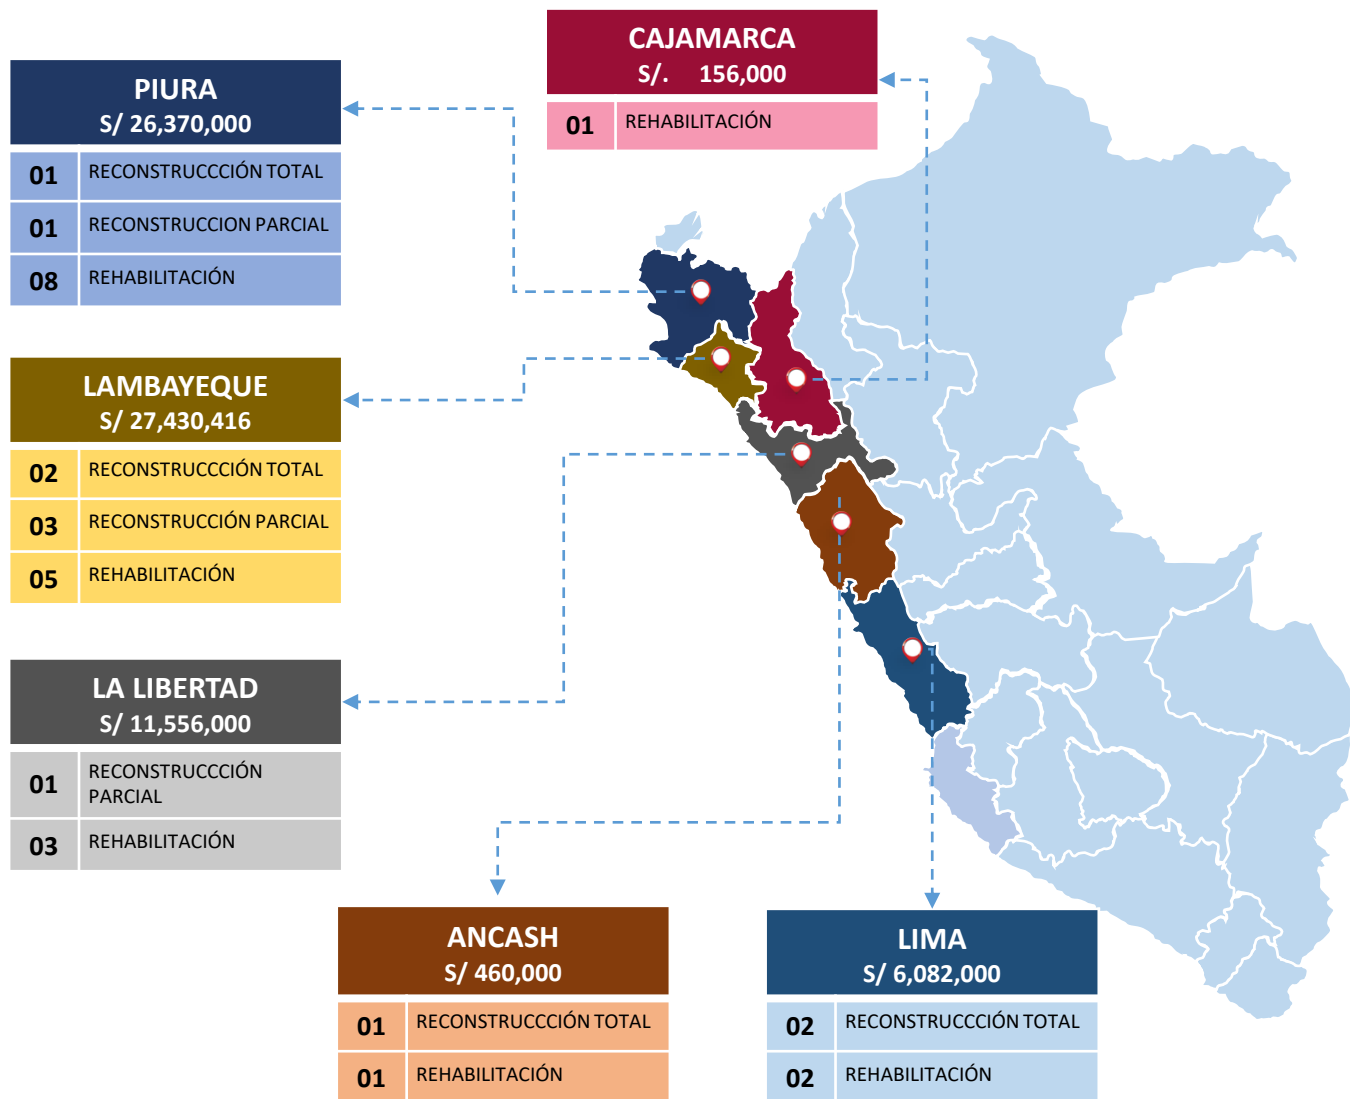 CAJAMARCA
S/. 156,000
01 REHABILITACIÓN
PIURA
S/ 26,370,000
01 RECONSTRUCCCIÓN TOTAL
01 RECONSTRUCCION PARCIAL
08 REHABILITACIÓN
LAMBAYEQUE
S/ 27,430,416
02 RECONSTRUCCCIÓN TOTAL
03 RECONSTRUCCIÓN PARCIAL
05 REHABILITACIÓN
LA LIBERTAD
S/ 11,556,000
01 RECONSTRUCCCIÓN
PARCIAL
03 REHABILITACIÓN
ANCASH
S/ 460,000
01 RECONSTRUCCCIÓN TOTAL
01 REHABILITACIÓN
LIMA
S/ 6,082,000
02 RECONSTRUCCCIÓN TOTAL
02 REHABILITACIÓN